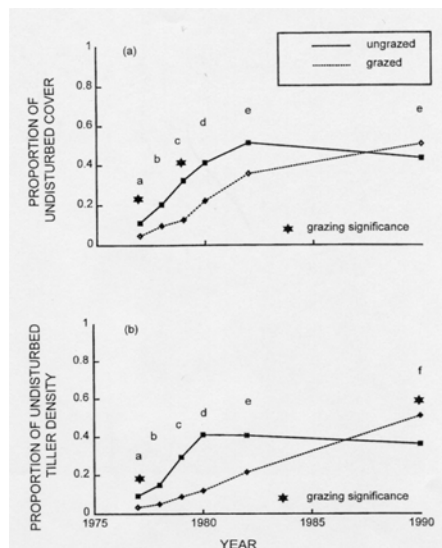 ungrazed
grazed
(a)
PROPORTION OF
UNDISTURBED COVER
1
0.8
0.6
0.4
0.2
0
a
b
c
d
e
e
grazing significance
(b)
PROPORTION OF UNDISTURBED
TILLER DENSITY
1
0.8
0.6
0.4
0.2
0
a
b
c
d
e
f
grazing significance
1975
1980
1985
1990
YEAR